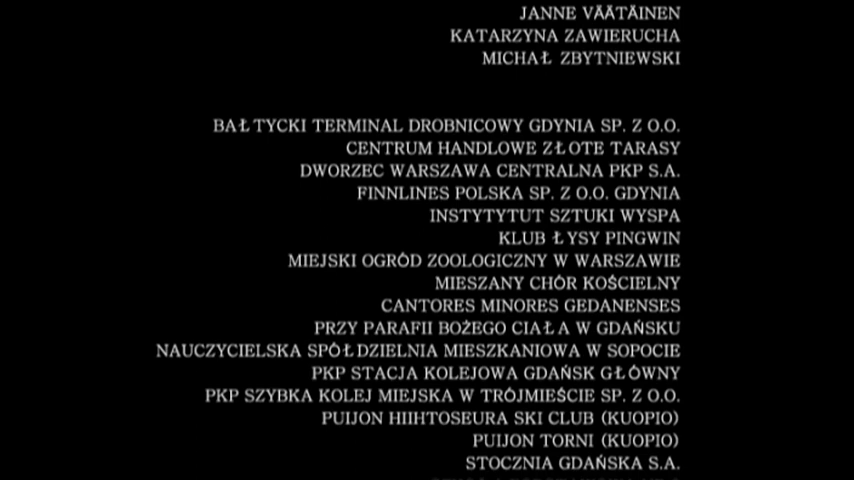 JANNE VÄÄTÄINEN
KATARZYNA ZAWIERUCHA
MICHAŁ ZBYTNIEWSKI
BAŁTYCKI TERMINAL DROBNICOWY GDYNIA SP. Z O.O.
CENTRUM HANDLOWE ZŁOTE TARASY
DWORZEC WARSZAWA CENTRALNA PKP S.A.
FINNLINES POLSKA SP. Z O.O. GDYNIA
INSTYTYTUT SZTUKI WYSPA
KLUB ŁYSY PINGWIN
MIEJSKI OGRÓD ZOOLOGICZNY W WARSZAWIE
MIESZANY CHÓR KOŚCIELNY
CANTORES MINORES GEDANENSES
PRZY PARAFII BOŻEGO CIAŁA W GDAŃSKU
NAUCZYCIELSKA SPÓŁDZIELNIA MIESZKANIOWA W SOPOCIE
PKP STACJA KOLEJOWA GDAŃSK GŁÓWNY
PKP SZYBKA KOLEJ MIEJSKA W TRÓJMIEŚCIE SP. Z O.O.
PUIJON HIIHTOSEURA SKI CLUB (KUOPIO)
PUIJON TORNI (KUOPIO)
STOCZNIA GDAŃSKA S.A.